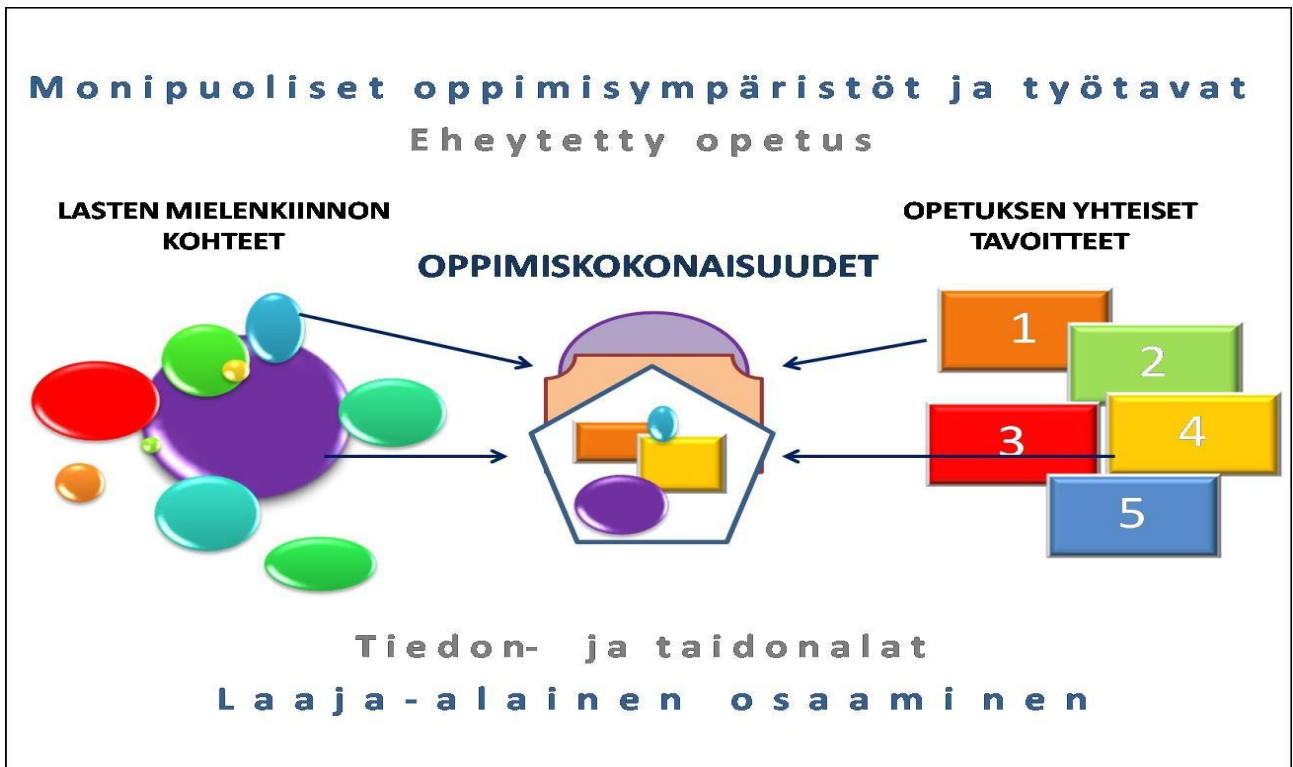 Monipuoliset oppimisympäristöt ja työtavat
Eheytetty opetus
LASTEN MIELENKIINNON
KOHTEET
OPPIMISKOKONAISUUDET
OPETUKSEN YHTEISET
TAVOITTEET
1
2
3
4
5
Tiedon- ja taidonalat
Laaja-alainen osaaminen